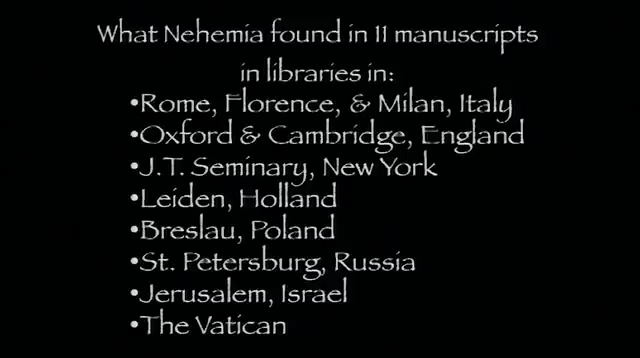 What Nehemia found in 11 manuscripts
in libraries in:
•Rome, Florence, & Milan, Italy
•Oxford & Cambridge, England
•J.T. Seminary, New York
•Leiden, Holland
•Breslau, Poland
•St. Petersburg, Russia
•Jerusalem, Israel
•The Vatican